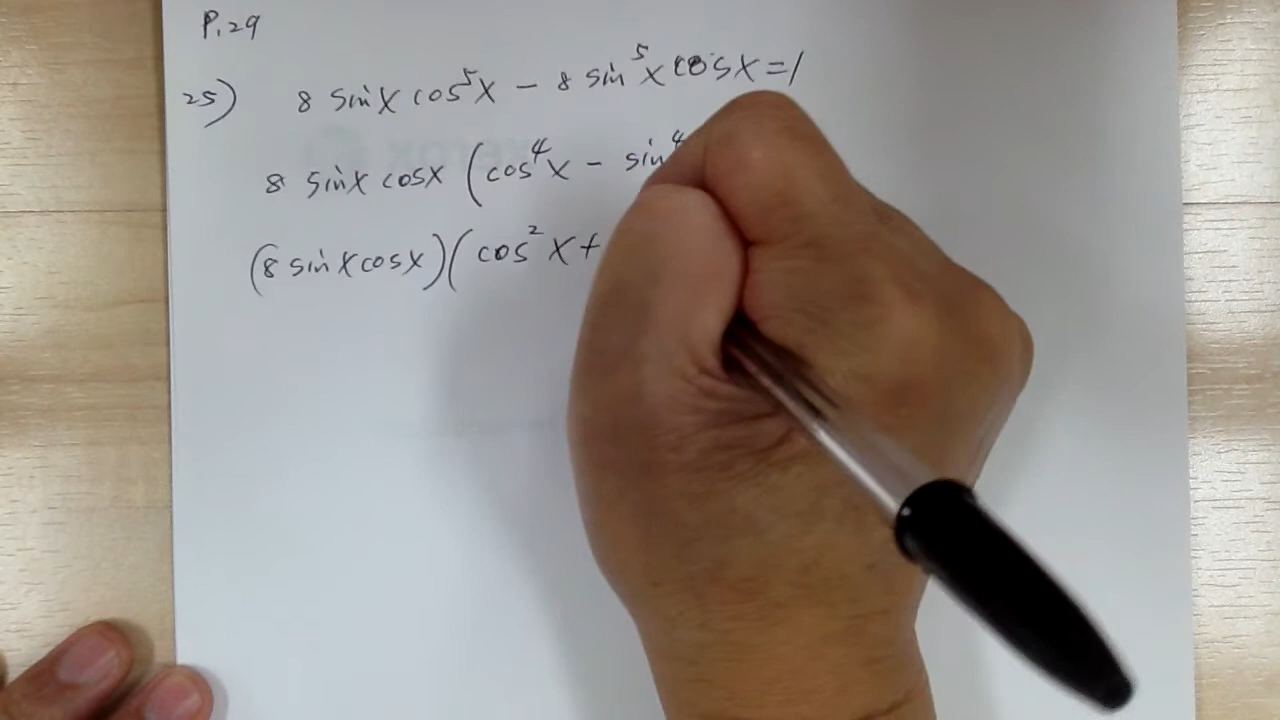 P.29
25) 8 sinx cos⁵x - 8 sin⁵x cosx = 1
8 sinx cosx (cos⁴x - sin⁴
(8 sinx cosx)(cos²x +